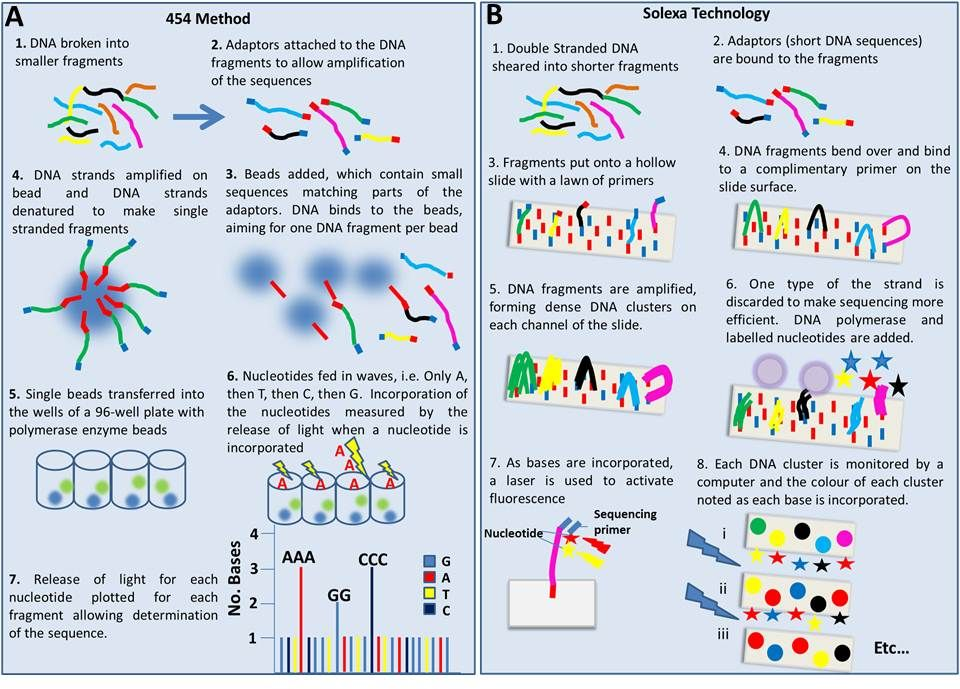 A
454 Method
1. DNA broken into
smaller fragments
2. Adaptors attached to the DNA
fragments to allow amplification
of the sequences
4. DNA strands amplified on
bead and DNA strands
denatured to make single
stranded fragments
3. Beads added, which contain small
sequences matching parts of the
adaptors. DNA binds to the beads,
aiming for one DNA fragment per bead
5. Single beads transferred into
the wells of a 96-well plate with
polymerase enzyme beads
6. Nucleotides fed in waves, i.e. Only A,
then T, then C, then G. Incorporation of
the nucleotides measured by the
release of light when a nucleotide is
incorporated
A
A
A A A A
7. Release of light for each
nucleotide plotted for each
fragment allowing determination
of the sequence.
No. Bases
4
3
2
1
AAA
GG
CCC
G
A
T
C
B
Solexa Technology
1. Double Stranded DNA
sheared into shorter fragments
2. Adaptors (short DNA sequences)
are bound to the fragments
3. Fragments put onto a hollow
slide with a lawn of primers
4. DNA fragments bend over and bind
to a complimentary primer on the
slide surface.
5. DNA fragments are amplified,
forming dense DNA clusters on
each channel of the slide.
6. One type of the strand is
discarded to make sequencing more
efficient. DNA polymerase and
labelled nucleotides are added.
7. As bases are incorporated,
a laser is used to activate
fluorescence
Nucleotide
Sequencing
primer
8. Each DNA cluster is monitored by a
computer and the colour of each cluster
noted as each base is incorporated.
i
ii
iii
Etc...